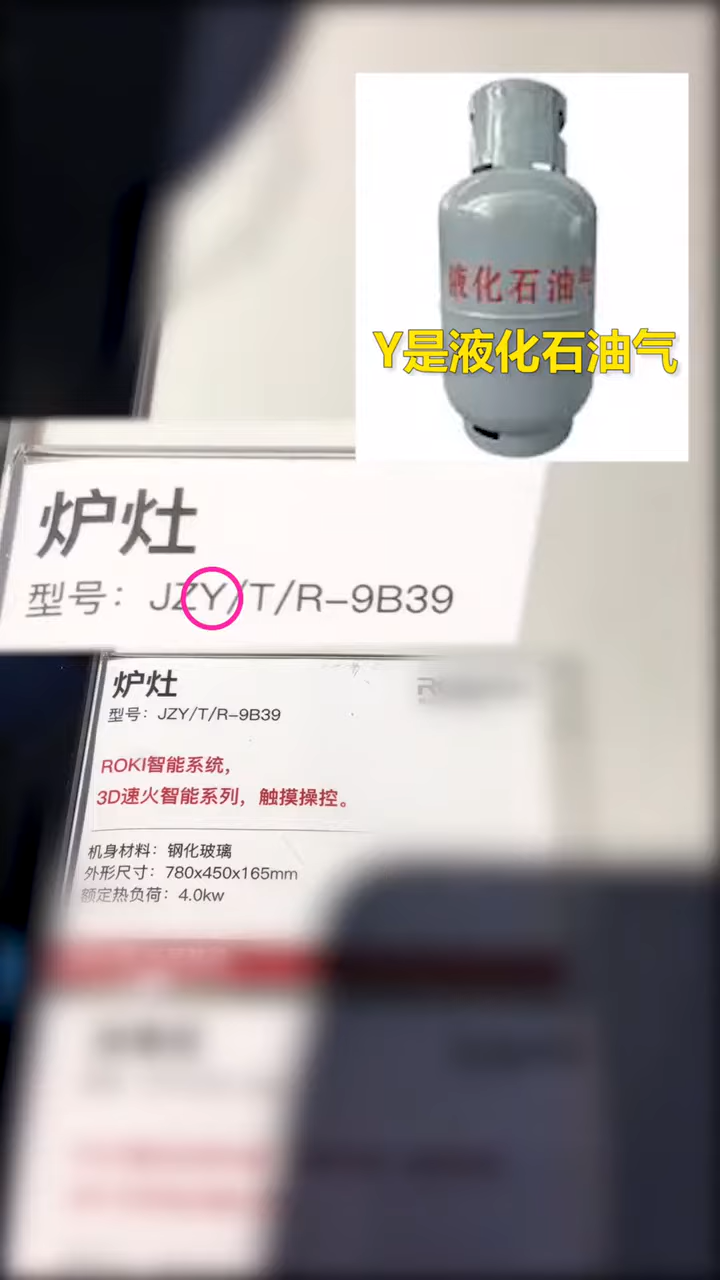 液化石油气
Y是液化石油气
炉灶
型号：JZY/T/R-9B39
炉灶
型号：JZY/T/R-9B39
ROKI智能系统，
3D速火智能系列，触摸操控。
机身材料：钢化玻璃
外形尺寸：780x450x165mm
额定热负荷：4.0kw